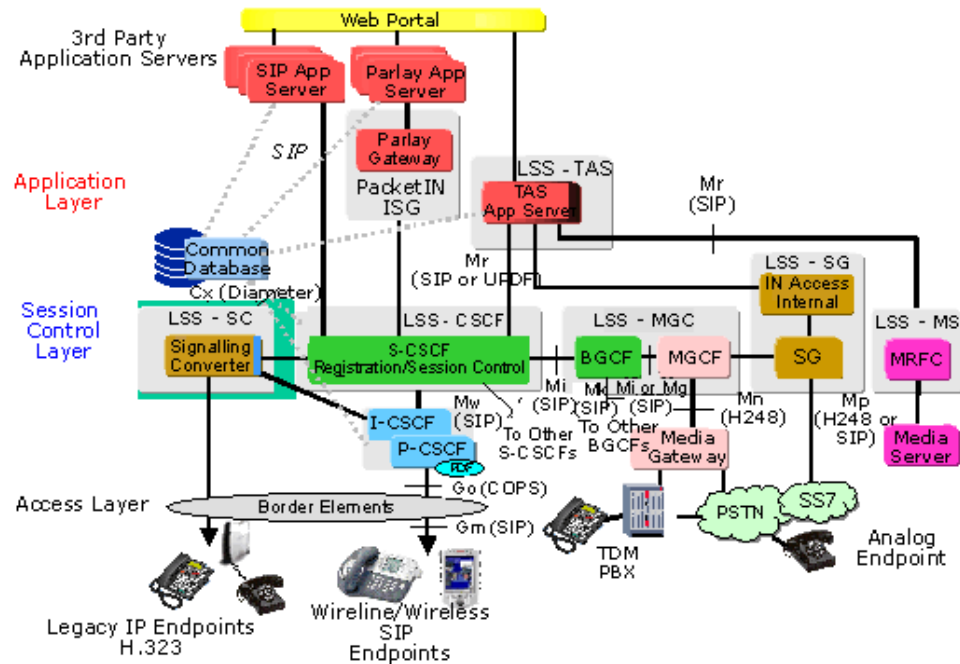 Web Portal
3rd Party
Application Servers
SIP App
Server
Parlay App
Server
SIP
Parlay
Gateway
PacketIN
ISG
LSS - TAS
TAS
App Server
Mr
(SIP)
Application
Layer
Common
Database
Cx (Diameter)
Mr
(SIP or UPDF)
LSS - SG
IN Access
Internal
Session
Control
Layer
LSS - SC
Signalling
Converter
LSS- CSCF
S-CSCF
Registration/Session Control
LSS - MGC
BGCF
MGCF
SG
LSS - MS
MRFC
Mi
(SIP)
Mk
(SIP)
Mi or Mg
(SIP)
Mn
(H248)
Mp
(H248 or
SIP)
Mw
(SIP)
I-CSCF
P-CSCF
PDF
To Other
S-CSCFs
To Other
BGCFs
Media
Gateway
Media
Server
Go(COPS)
Access Layer
Border Elements
Gm(SIP)
PSTN
SS7
TDM
PBX
Analog
Endpoint
Legacy IP Endpoints
H.323
Wireline/Wireless
SIP
Endpoints